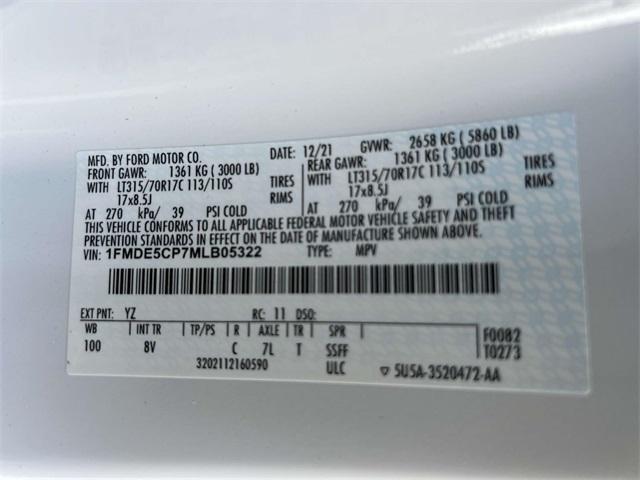 MFD. BY FORD MOTOR CO. DATE: 12/21 GVWR: 2658 KG ( 5860 LB)
FRONT GAWR: 1361 KG ( 3000 LB) REAR GAWR: 1361 KG ( 3000 LB)
WITH LT315/70R17C 113/110S TIRES WITH LT315/70R17C 113/110S TIRES
17x8.5J RIMS 17x8.5J RIMS
AT 270 kPa/ 39 PSI COLD AT 270 kPa/ 39 PSI COLD
THIS VEHICLE CONFORMS TO ALL APPLICABLE FEDERAL MOTOR VEHICLE SAFETY AND THEFT
PREVENTION STANDARDS IN EFFECT ON THE DATE OF MANUFACTURE SHOWN ABOVE.
VIN: 1FMDE5CP7MLB05322 TYPE: MPV
EXT PNT: YZ RC: 11 DSO:
WB INT TR TP/PS R AXLE TR SPR F0082
100 8V C 7L T SSFF T0273
3202112160590 ULC 5U5A-3520472-AA